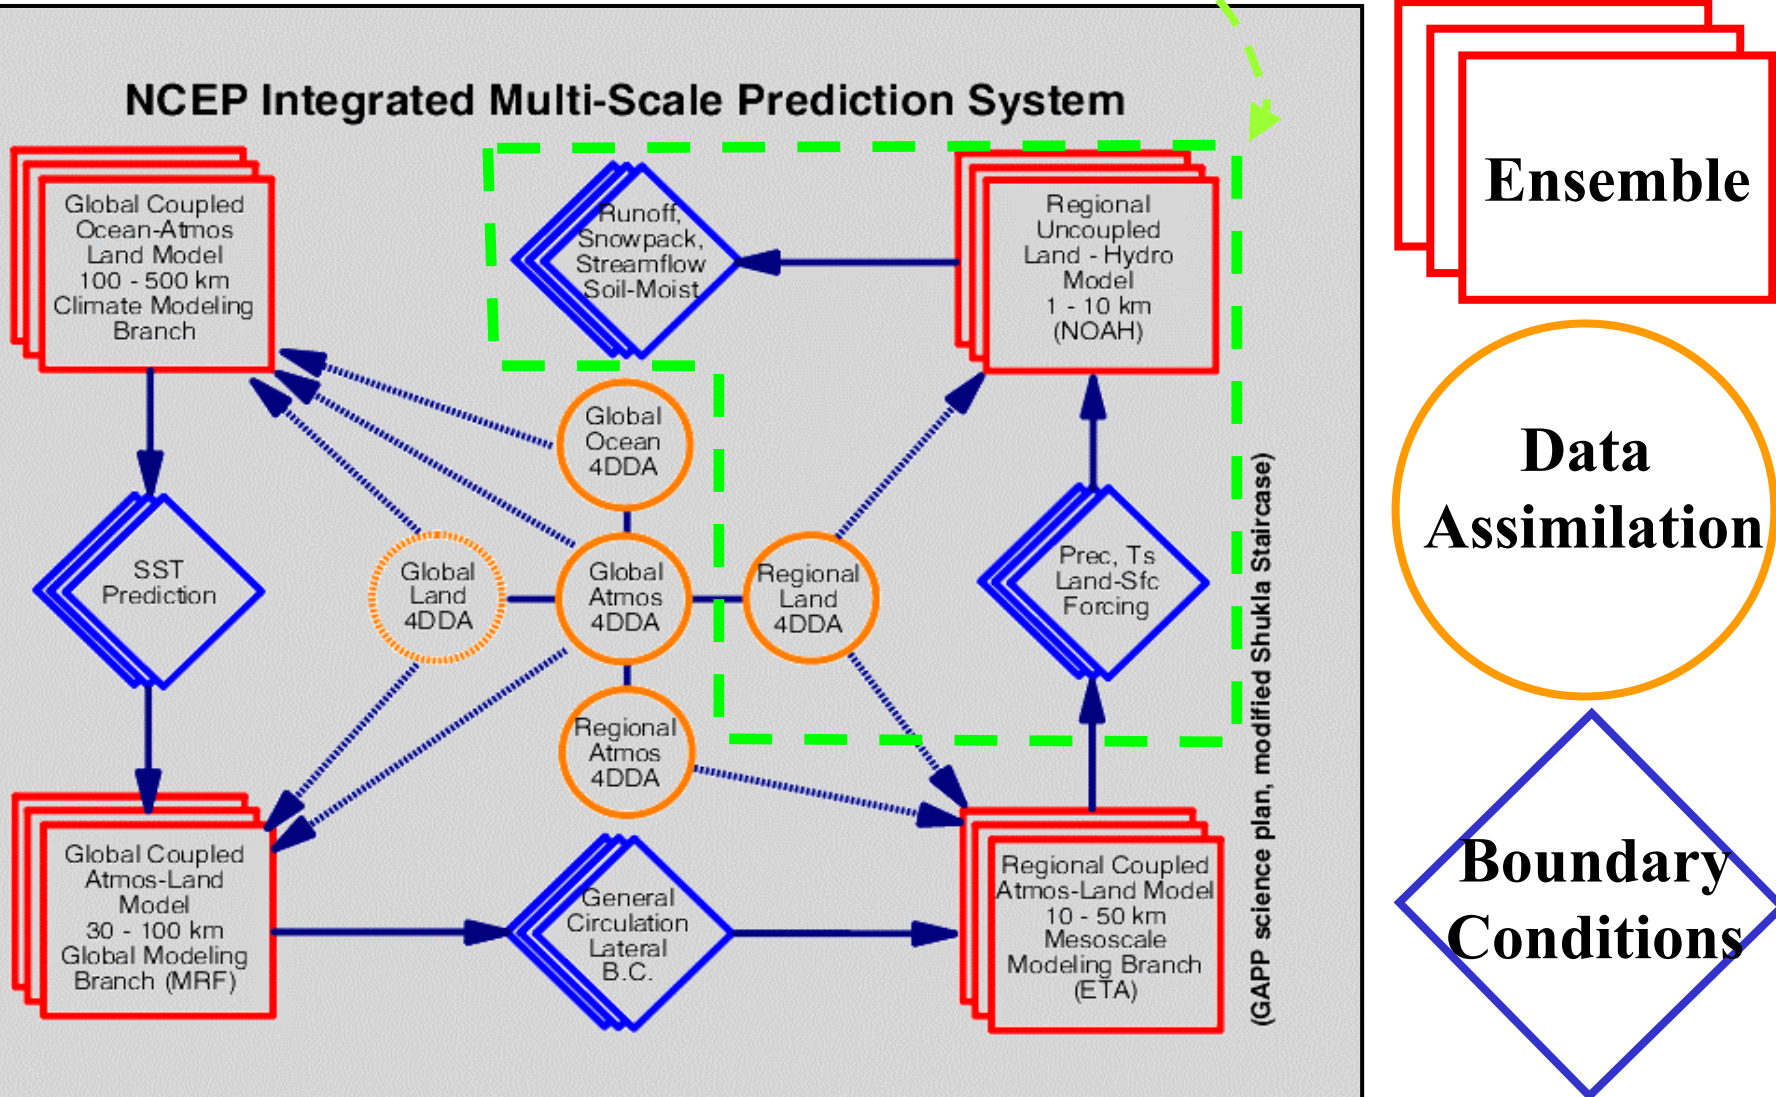 NCEP Integrated Multi-Scale Prediction System
Global Coupled
Ocean-Atmos
Land Model
100 - 500 km
Climate Modeling
Branch
Runoff,
Snowpack,
Streamflow
Soil-Moist
Regional
Uncoupled
Land - Hydro
Model
1 - 10 km
(NOAH)
Global
Ocean
4DDA
SST
Prediction
Global
Land
4DDA
Global
Atmos
4DDA
Regional
Land
4DDA
Prec, Ts
Land-Sfc
Forcing
Regional
Atmos
4DDA
Global Coupled
Atmos-Land
Model
30 - 100 km
Global Modeling
Branch (MRF)
General
Circulation
Lateral
B.C.
Regional Coupled
Atmos-Land Model
10 - 50 km
Mesoscale
Modeling Branch
(ETA)
(GAPP science plan, modified Shukla Staircase)
Ensemble
Data
Assimilation
Boundary
Conditions